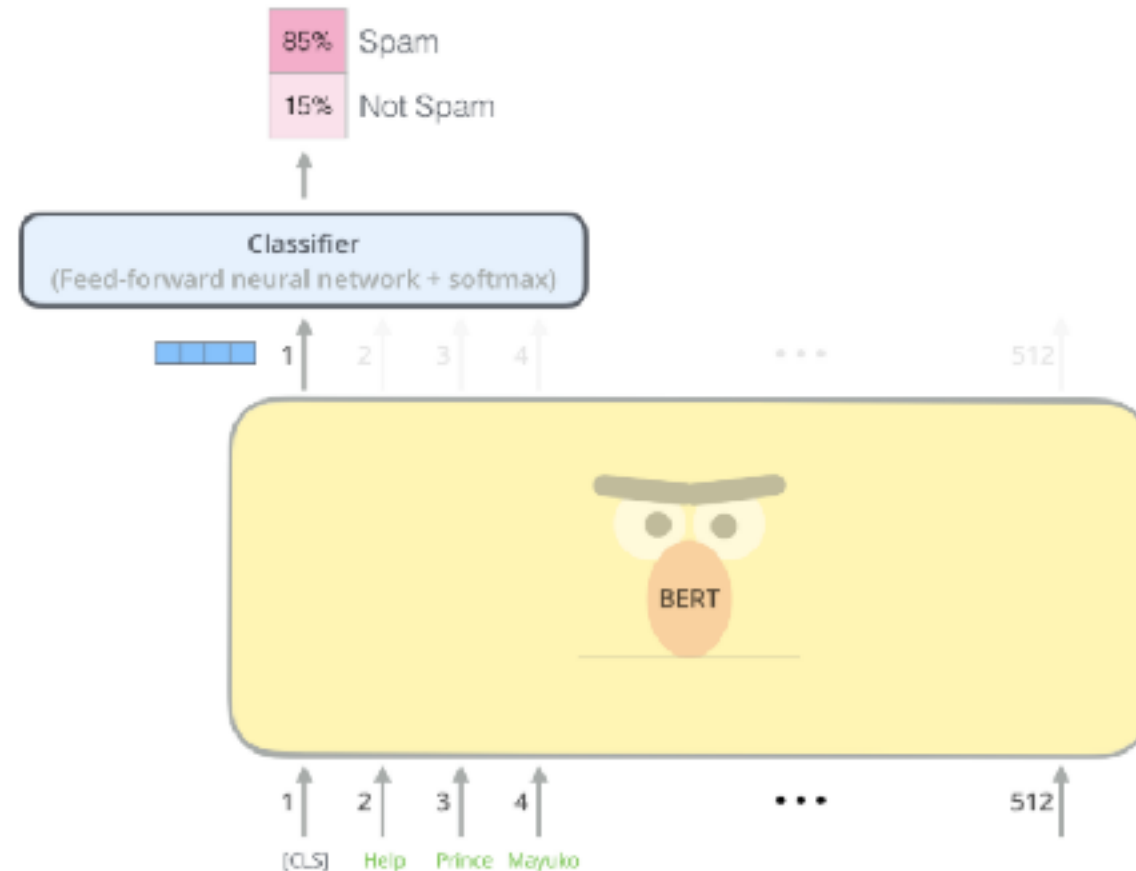 85% Spam
15% Not Spam
Classifier
(Feed-forward neural network + softmax)
1 2 3 4 ••• 512
BERT
1 2 3 4 ••• 512
[CLS] Help Prince Mayuko